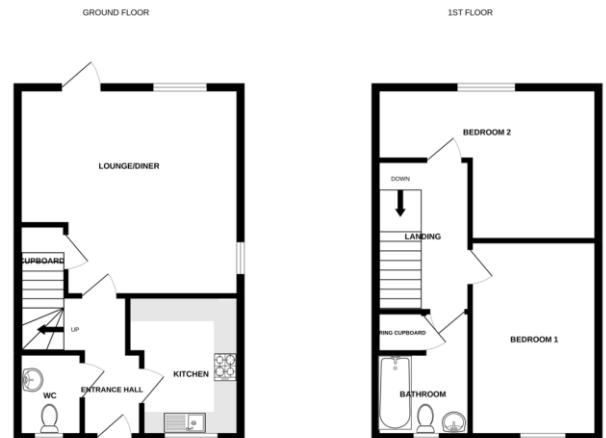 GROUND FLOOR
1ST FLOOR
LOUNGE/DINER
CUPBOARD
UP
KITCHEN
ENTRANCE HALL
WC
BEDROOM 2
DOWN
LANDING
RING CUPBOARD
BEDROOM 1
BATHROOM